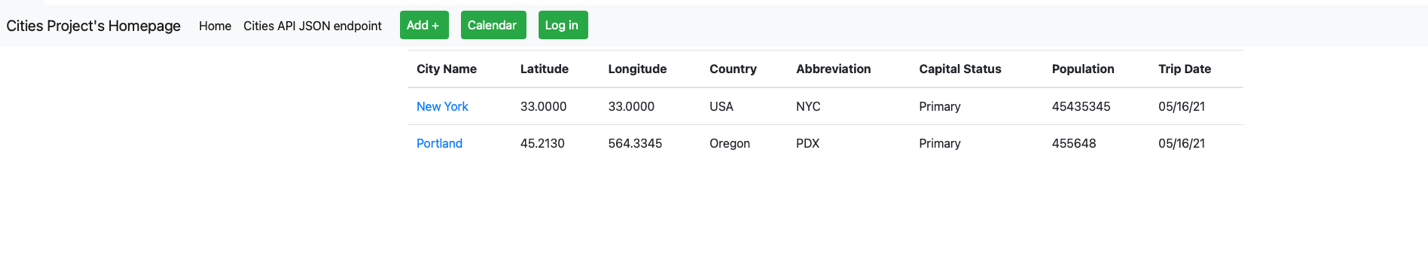 Cities Project's Homepage Home Cities API JSON endpoint Add + Calendar Log in
City Name Latitude Longitude Country Abbreviation Capital Status Population Trip Date
New York 33.0000 33.0000 USA NYC Primary 45435345 05/16/21
Portland 45.2130 564.3345 Oregon PDX Primary 455648 05/16/21